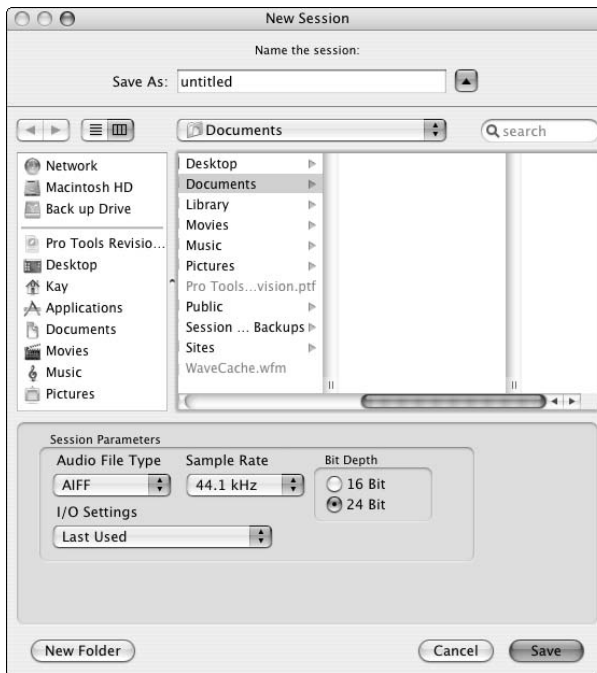 New Session
Name the session:
Save As: untitled
Documents
search
Network
Macintosh HD
Back up Drive
Pro Tools Revisio...
Desktop
Kay
Applications
Documents
Movies
Music
Pictures
Desktop
Documents
Library
Movies
Music
Pictures
Pro Tools...vision.ptf
Public
Session ... Backups
Sites
WaveCache.wfm
Session Parameters
Audio File Type Sample Rate Bit Depth
AIFF 44.1 kHz 16 Bit
24 Bit
I/O Settings
Last Used
New Folder Cancel Save